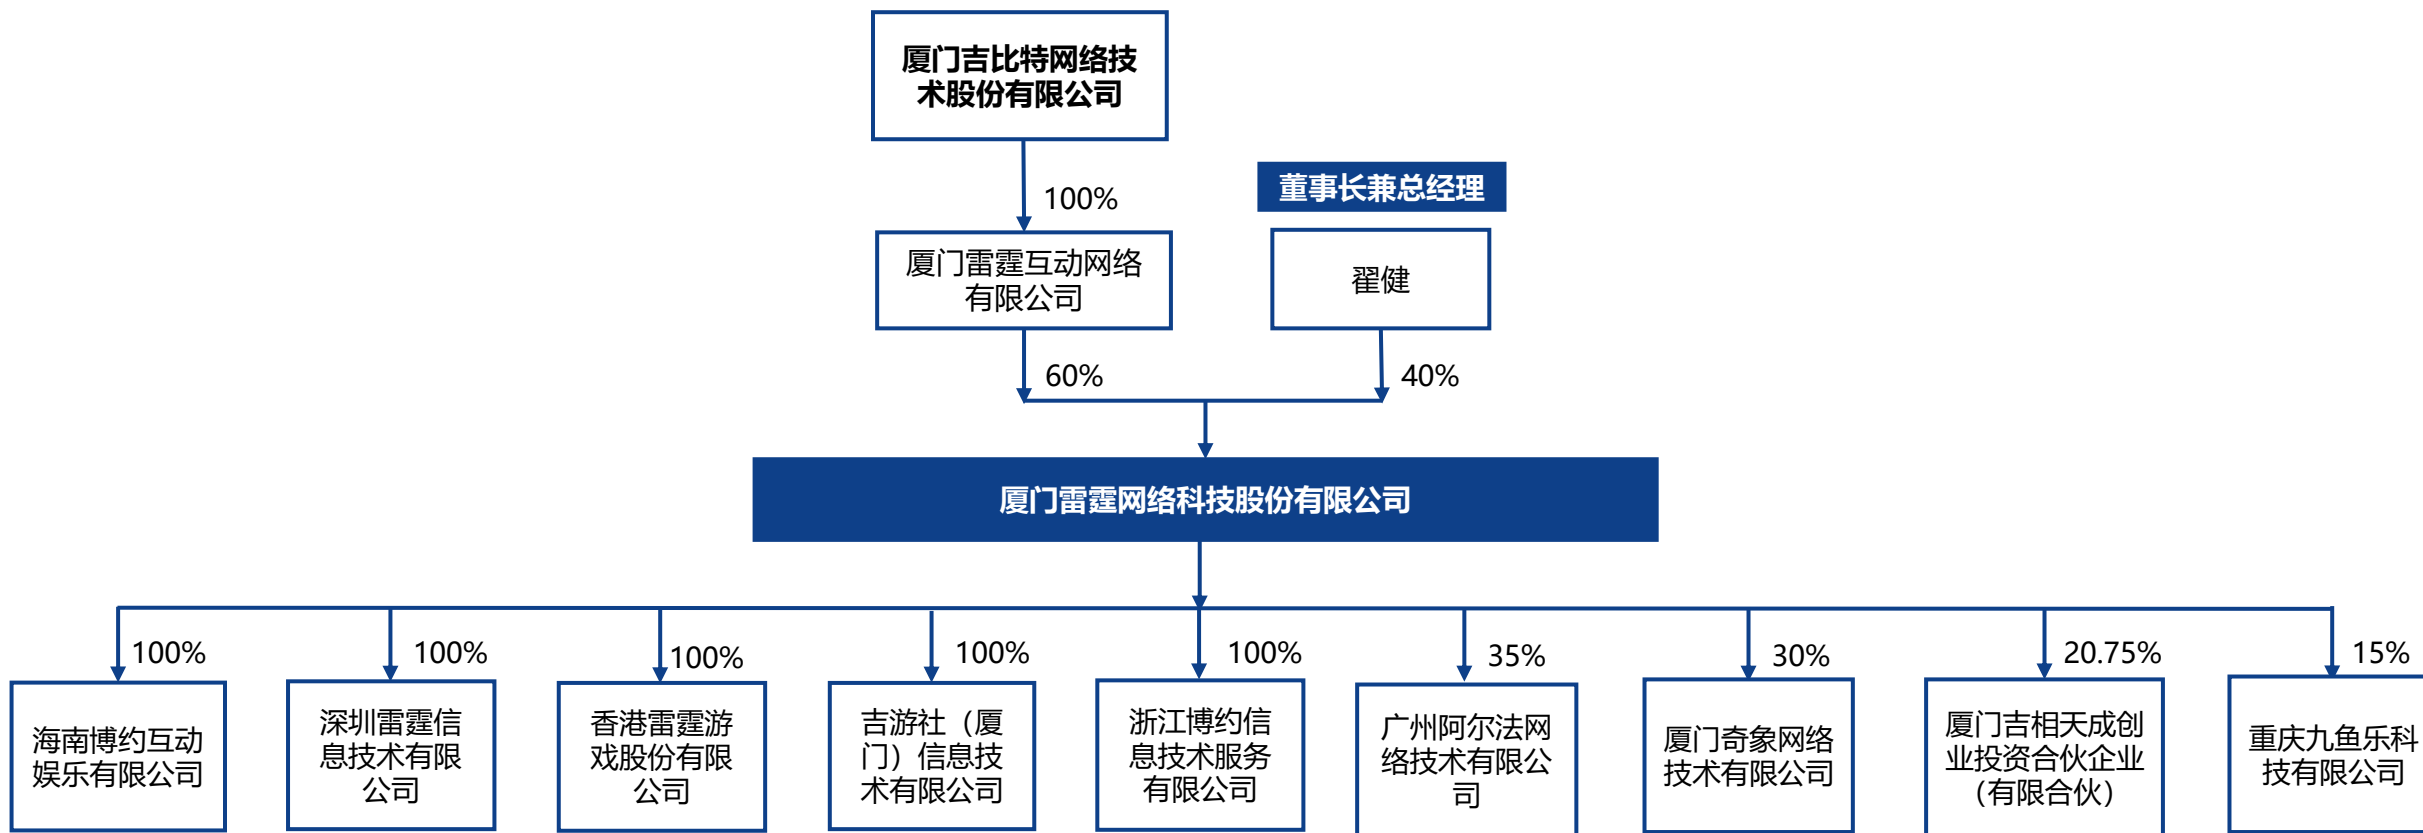 厦门吉比特网络技
术股份有限公司
100%
董事长兼总经理
厦门雷霆互动网络
有限公司
翟健
60%
40%
厦门雷霆网络科技股份有限公司
100%
100%
100%
100%
100%
35%
30%
20.75%
15%
海南博约互动
娱乐有限公司
深圳雷霆信
息技术有限
公司
香港雷霆游
戏股份有限
公司
吉游社（厦
门）信息技
术有限公司
浙江博约信
息技术服务
有限公司
广州阿尔法网
络技术有限公
司
厦门奇象网络
技术有限公司
厦门吉相天成创
业投资合伙企业
（有限合伙）
重庆九鱼乐科
技有限公司